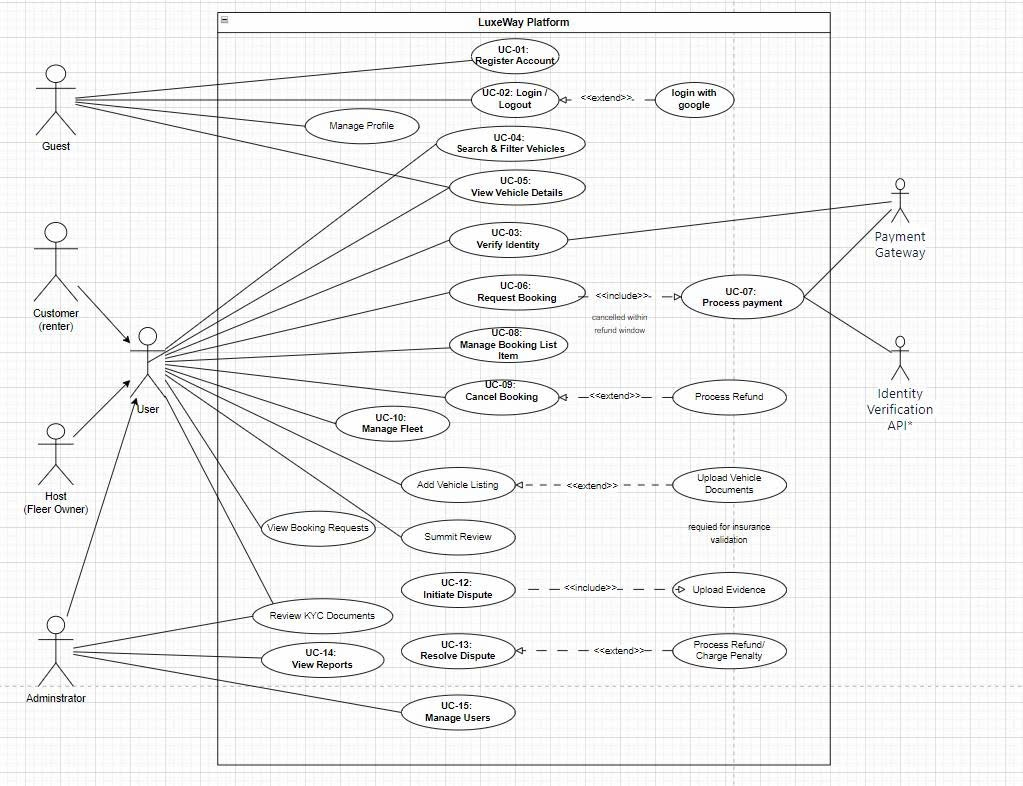 LuxeWay Platform
UC-01:
Register Account
UC-02: Login /
Logout
<<extend>>
login with
google
Guest
Manage Profile
UC-04:
Search & Filter Vehicles
UC-05:
View Vehicle Details
UC-03:
Verify Identity
Payment
Gateway
Customer
(renter)
UC-06:
Request Booking
<<include>>
UC-07:
Process payment
cancelled within
refund window
UC-08:
Manage Booking List
Item
User
UC-09:
Cancel Booking
<<extend>>
Process Refund
Identity
Verification
API*
UC-10:
Manage Fleet
Host
(Fleer Owner)
Add Vehicle Listing
<<extend>>
Upload Vehicle
Documents
View Booking Requests
Summit Review
requied for insurance
validation
UC-12:
Initiate Dispute
<<include>>
Upload Evidence
Review KYC Documents
UC-13:
Resolve Dispute
<<extend>>
Process Refund/
Charge Penalty
UC-14:
View Reports
Adminstrator
UC-15:
Manage Users